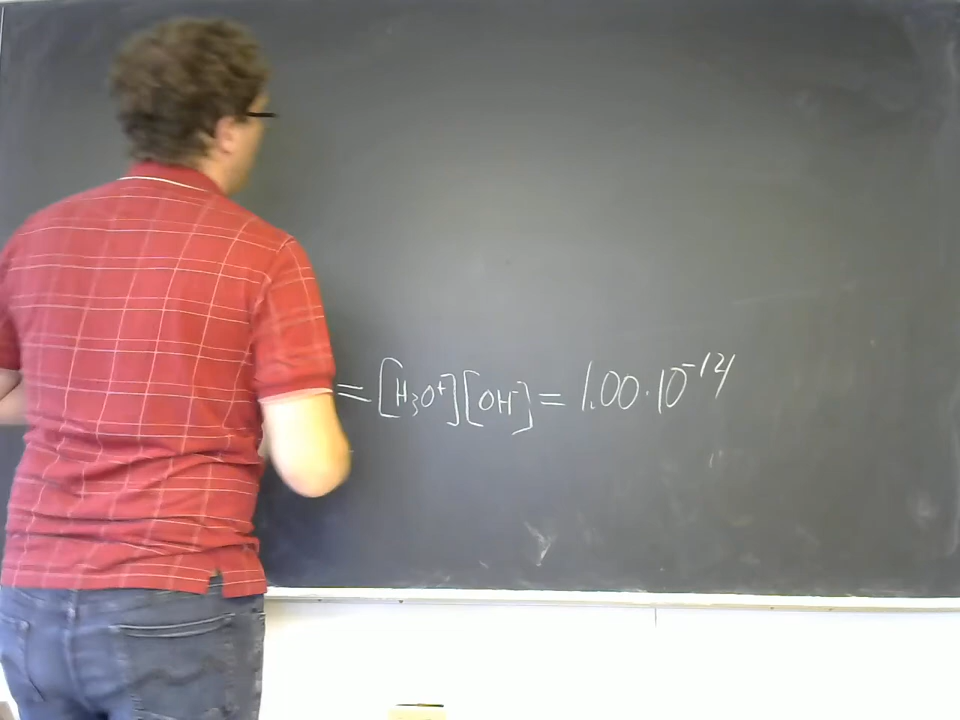 = [H₃O⁺][OH⁻] = 1.00·10⁻¹⁴